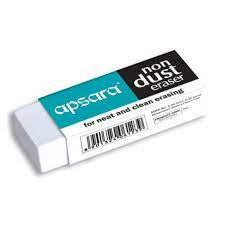 apsara
non
dust
eraser
for neat and clean erasing